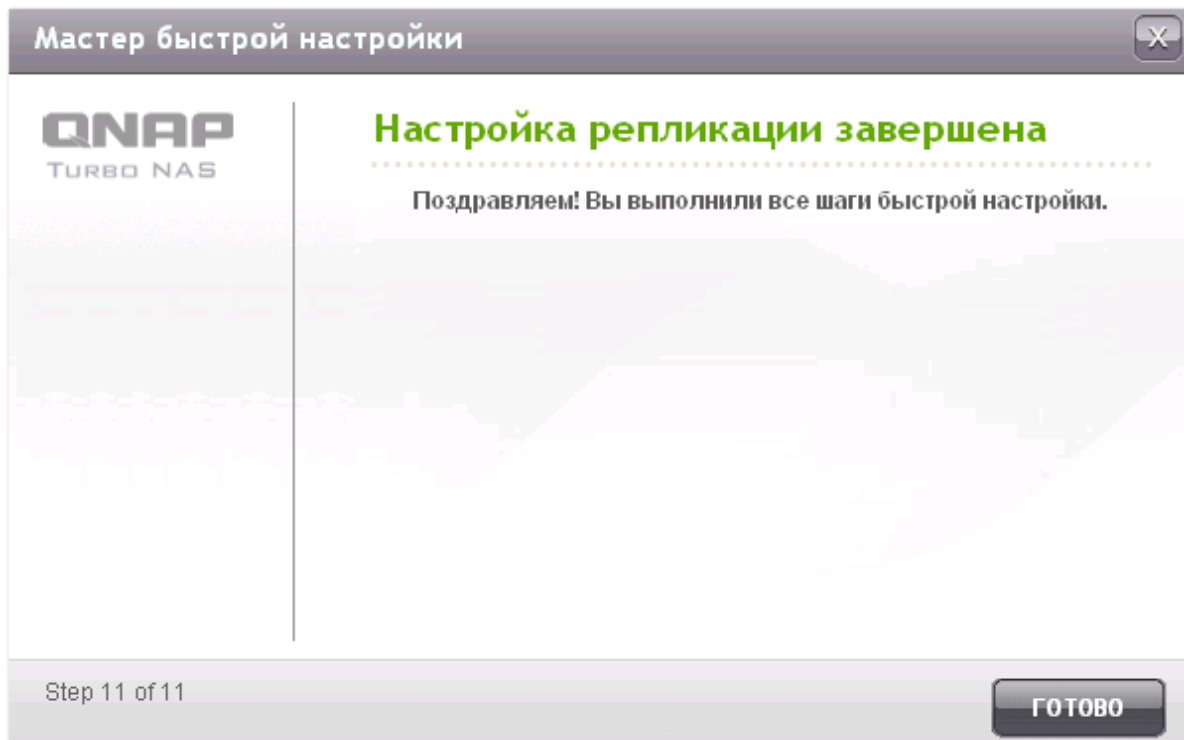 Мастер быстрой настройки
X
QNAP
TURBO NAS
Настройка репликации завершена
Поздравляем! Вы выполнили все шаги быстрой настройки.
Step 11 of 11
ГОТОВО